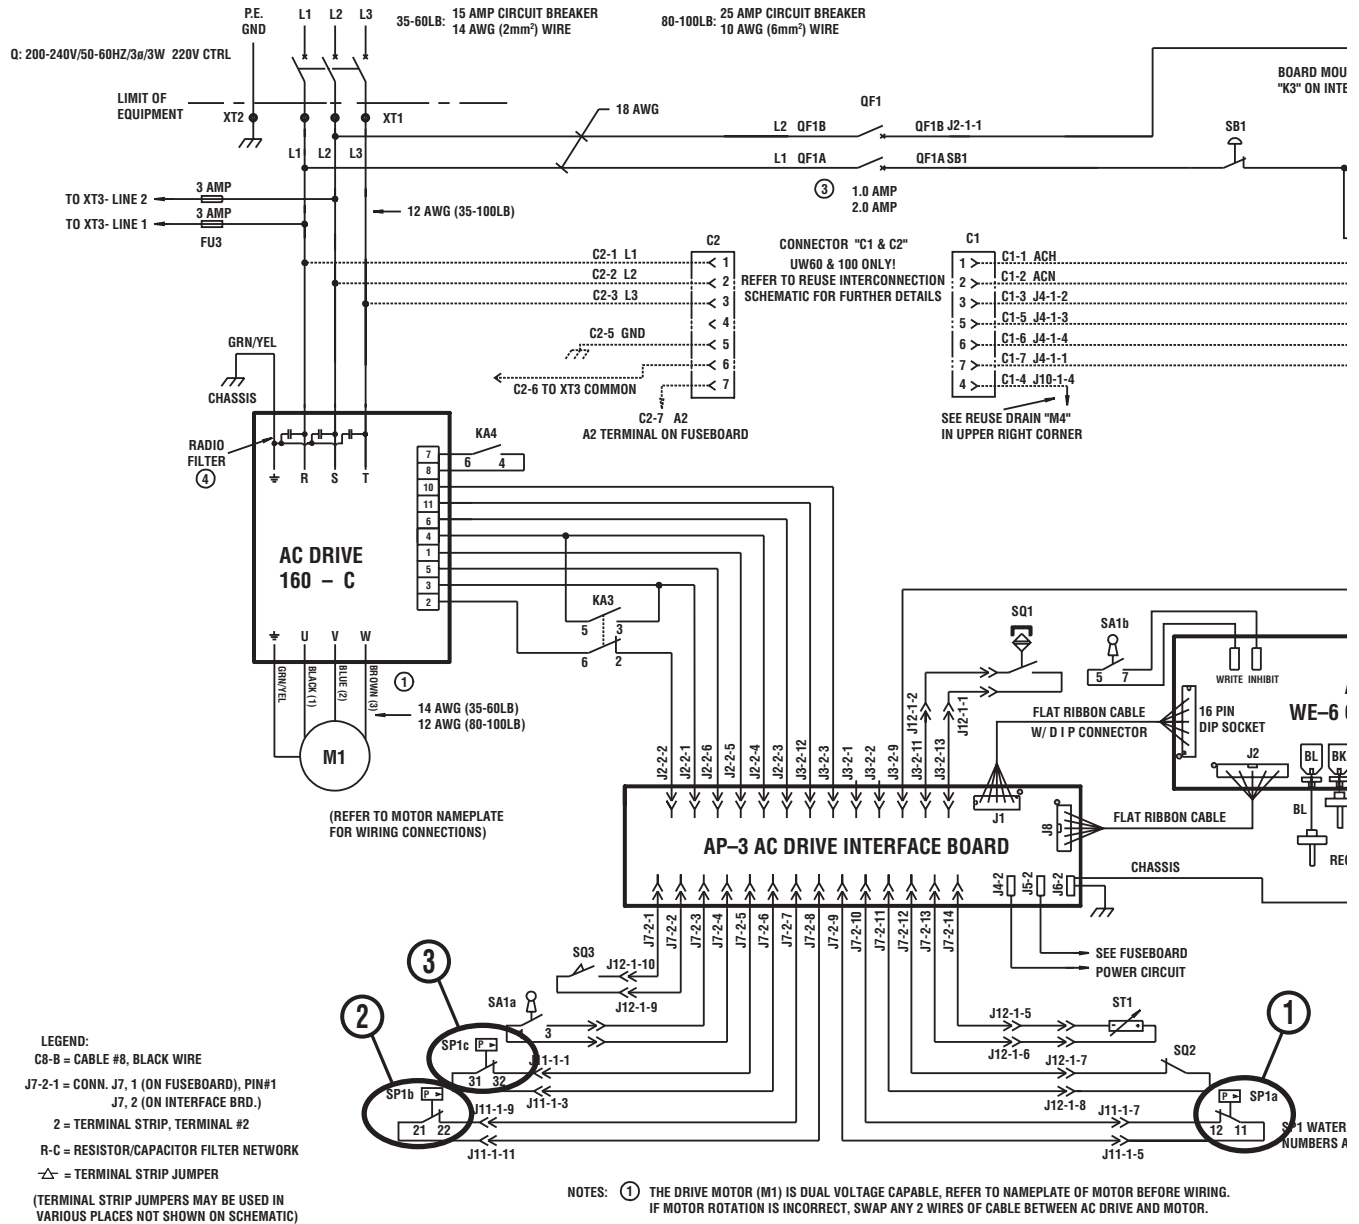 P.E.
GND
L1 L2 L3
35-60LB: 15 AMP CIRCUIT BREAKER
14 AWG (2mm²) WIRE
80-100LB: 25 AMP CIRCUIT BREAKER
10 AWG (6mm²) WIRE
Q: 200-240V/50-60HZ/3ø/3W 220V CTRL
BOARD MOU
"K3" ON INTE
LIMIT OF
EQUIPMENT
XT2
XT1
18 AWG
QF1
L2 QF1B
QF1B J2-1-1
SB1
L1 L2 L3
L1 QF1A
QF1A SB1
3
1.0 AMP
2.0 AMP
TO XT3- LINE 2
3 AMP
TO XT3- LINE 1
3 AMP
FU3
12 AWG (35-100LB)
C2
CONNECTOR "C1 & C2"
UW60 & 100 ONLY!
REFER TO REUSE INTERCONNECTION
SCHEMATIC FOR FURTHER DETAILS
C1
C2-1 L1
1
C2-2 L2
2
C2-3 L3
3
4
C2-5 GND
5
6
C2-6 TO XT3 COMMON
7
C2-7 A2
A2 TERMINAL ON FUSEBOARD
1
C1-1 ACH
2
C1-2 ACN
3
C1-3 J4-1-2
5
C1-5 J4-1-3
6
C1-6 J4-1-4
7
C1-7 J4-1-1
4
C1-4 J10-1-4
SEE REUSE DRAIN "M4"
IN UPPER RIGHT CORNER
GRN/YEL
CHASSIS
RADIO
FILTER
4
R S T
KA4
6 4
7
8
10
11
6
4
1
5
3
2
AC DRIVE
160 – C
KA3
5 3
6 2
U V W
GRN/YEL
BLACK (1)
BLUE (2)
BROWN (3)
1
14 AWG (35-60LB)
12 AWG (80-100LB)
M1
(REFER TO MOTOR NAMEPLATE
FOR WIRING CONNECTIONS)
SQ1
SA1b
5 7
WRITE INHIBIT
WE–6
16 PIN
DIP SOCKET
J2
BL
BK
BL
FLAT RIBBON CABLE
W/ D I P CONNECTOR
J12-1-2
J12-1-1
J2-2-2
J2-2-1
J2-2-6
J2-2-5
J2-2-4
J2-2-3
J3-2-12
J3-2-3
J3-2-1
J3-2-2
J3-2-9
J3-2-11
J3-2-13
J1
J8
FLAT RIBBON CABLE
AP–3 AC DRIVE INTERFACE BOARD
CHASSIS
J4-2
J5-2
J6-2
SEE FUSEBOARD
POWER CIRCUIT
J7-2-1
J7-2-2
J7-2-3
J7-2-4
J7-2-5
J7-2-6
J7-2-7
J7-2-8
J7-2-9
J7-2-10
J7-2-11
J7-2-12
J7-2-13
J7-2-14
SQ3
J12-1-10
J12-1-9
SA1a
3
3
SP1c
P
31 32
J11-1-1
J11-1-3
2
SP1b
P
21 22
J11-1-9
J11-1-11
J12-1-5
ST1
J12-1-6
J12-1-7
SQ2
J12-1-8
1
P
SP1a
12 11
J11-1-7
J11-1-5
SP1 WATER
NUMBERS A
LEGEND:
C8-B = CABLE #8, BLACK WIRE
J7-2-1 = CONN. J7, 1 (ON FUSEBOARD), PIN#1
J7, 2 (ON INTERFACE BRD.)
2 = TERMINAL STRIP, TERMINAL #2
R-C = RESISTOR/CAPACITOR FILTER NETWORK
= TERMINAL STRIP JUMPER
(TERMINAL STRIP JUMPERS MAY BE USED IN
VARIOUS PLACES NOT SHOWN ON SCHEMATIC)
NOTES: 1 THE DRIVE MOTOR (M1) IS DUAL VOLTAGE CAPABLE, REFER TO NAMEPLATE OF MOTOR BEFORE WIRING.
IF MOTOR ROTATION IS INCORRECT, SWAP ANY 2 WIRES OF CABLE BETWEEN AC DRIVE AND MOTOR.